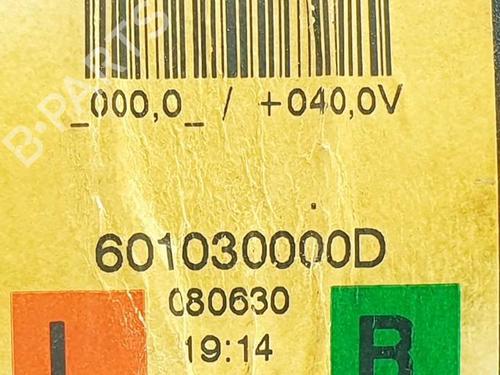 _000,0_ / +040,0V
601030000D
080630
19:14
R
B-PARTS